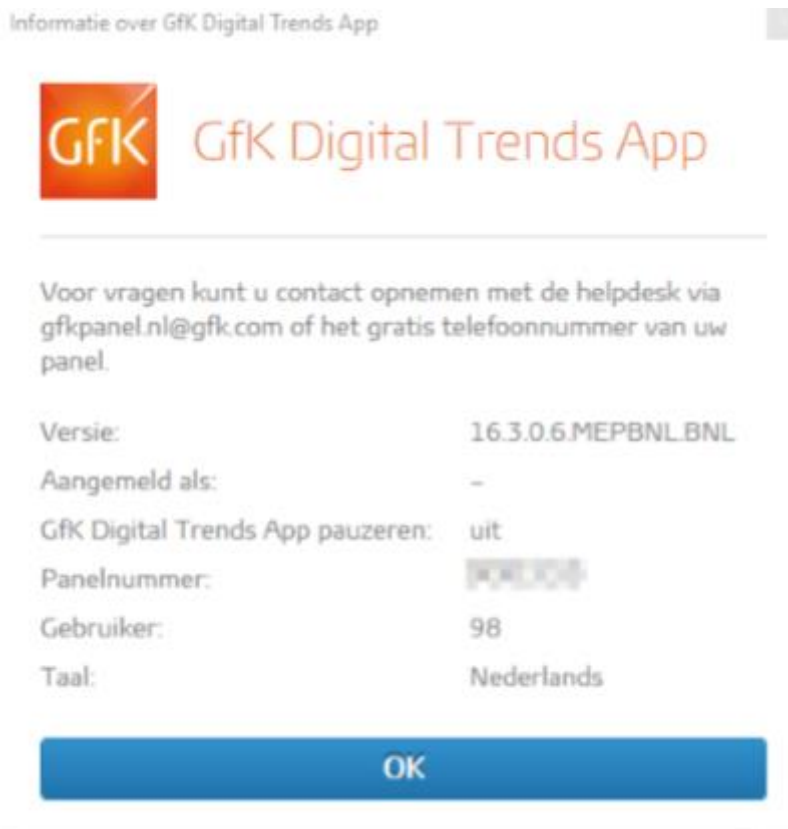 Informatie over GfK Digital Trends App
GfK GfK Digital Trends App
Voor vragen kunt u contact opnemen met de helpdesk via
gfkpanel.nl@gfk.com of het gratis telefoonnummer van uw
panel.
Versie: 16.3.0.6.MEPBNL.BNL
Aangemeld als: –
GfK Digital Trends App pauzeren: uit
Panelnummer:
Gebruiker: 98
Taal: Nederlands
OK